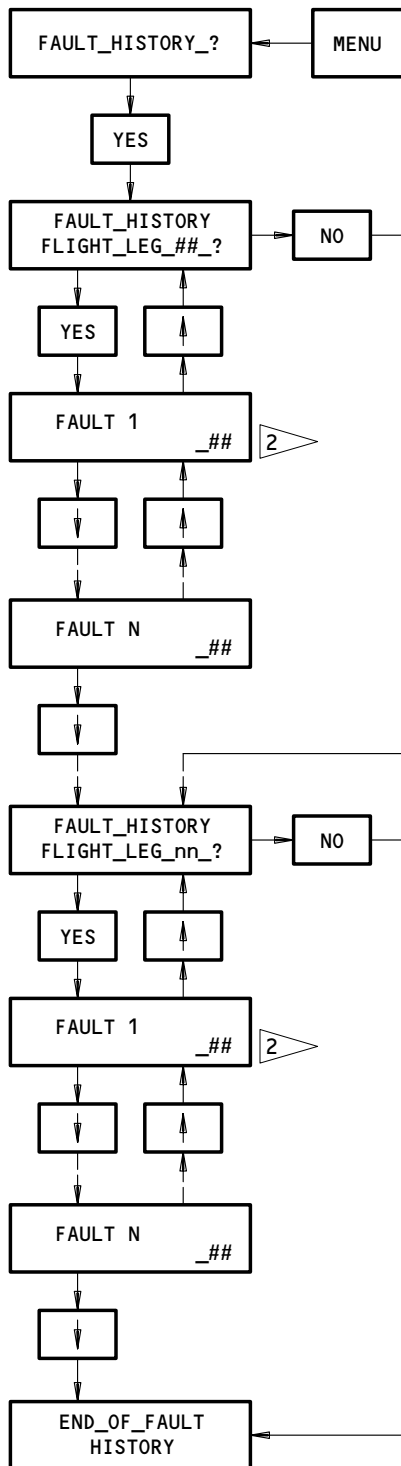 FAULT_HISTORY_?
MENU
YES
FAULT_HISTORY
FLIGHT_LEG_##_?
NO
YES
FAULT 1
_##
2
FAULT N
_##
FAULT_HISTORY
FLIGHT_LEG_nn_?
NO
YES
FAULT 1
_##
2
FAULT N
_##
END_OF_FAULT
HISTORY